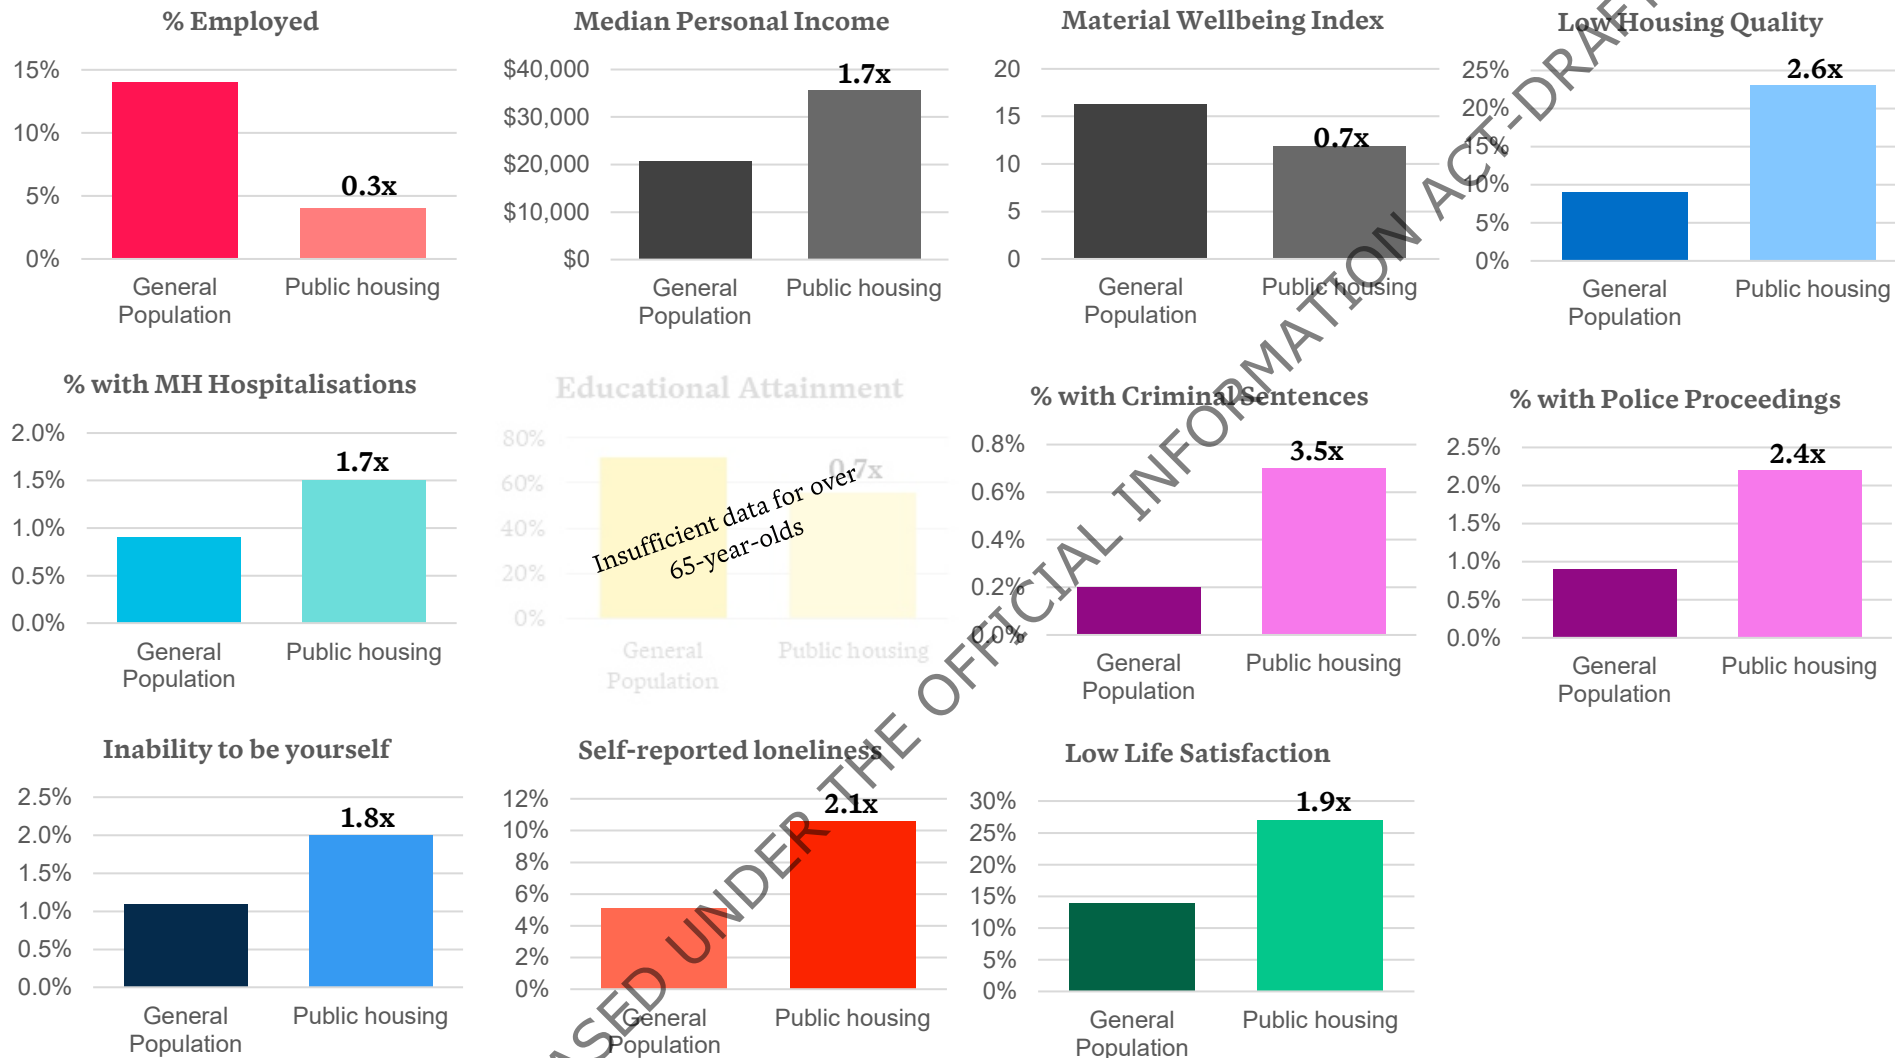 % Employed
15%
10%
5%
0%
0.3x
General
Population
Public housing
Median Personal Income
$40,000
$30,000
$20,000
$10,000
$0
1.7x
General
Population
Public housing
Material Wellbeing Index
20
15
10
5
0
0.7x
General
Population
Public housing
Low Housing Quality
25%
20%
15%
10%
5%
0%
2.6x
General
Population
Public housing
% with MH Hospitalisations
2.0%
1.5%
1.0%
0.5%
0.0%
1.7x
General
Population
Public housing
Educational Attainment
80%
60%
40%
20%
0%
0.7x
Insufficient data for over
65-year-olds
General
Population
Public housing
% with Criminal Sentences
0.8%
0.6%
0.4%
0.2%
0.0%
3.5x
General
Population
Public housing
% with Police Proceedings
2.5%
2.0%
1.5%
1.0%
0.5%
0.0%
2.4x
General
Population
Public housing
Inability to be yourself
2.5%
2.0%
1.5%
1.0%
0.5%
0.0%
1.8x
General
Population
Public housing
Self-reported loneliness
12%
10%
8%
6%
4%
2%
0%
2.1x
General
Population
Public housing
Low Life Satisfaction
30%
25%
20%
15%
10%
5%
0%
1.9x
General
Population
Public housing
ASED UNDER THE OFFICIAL INFORMATION ACT-DRAFT